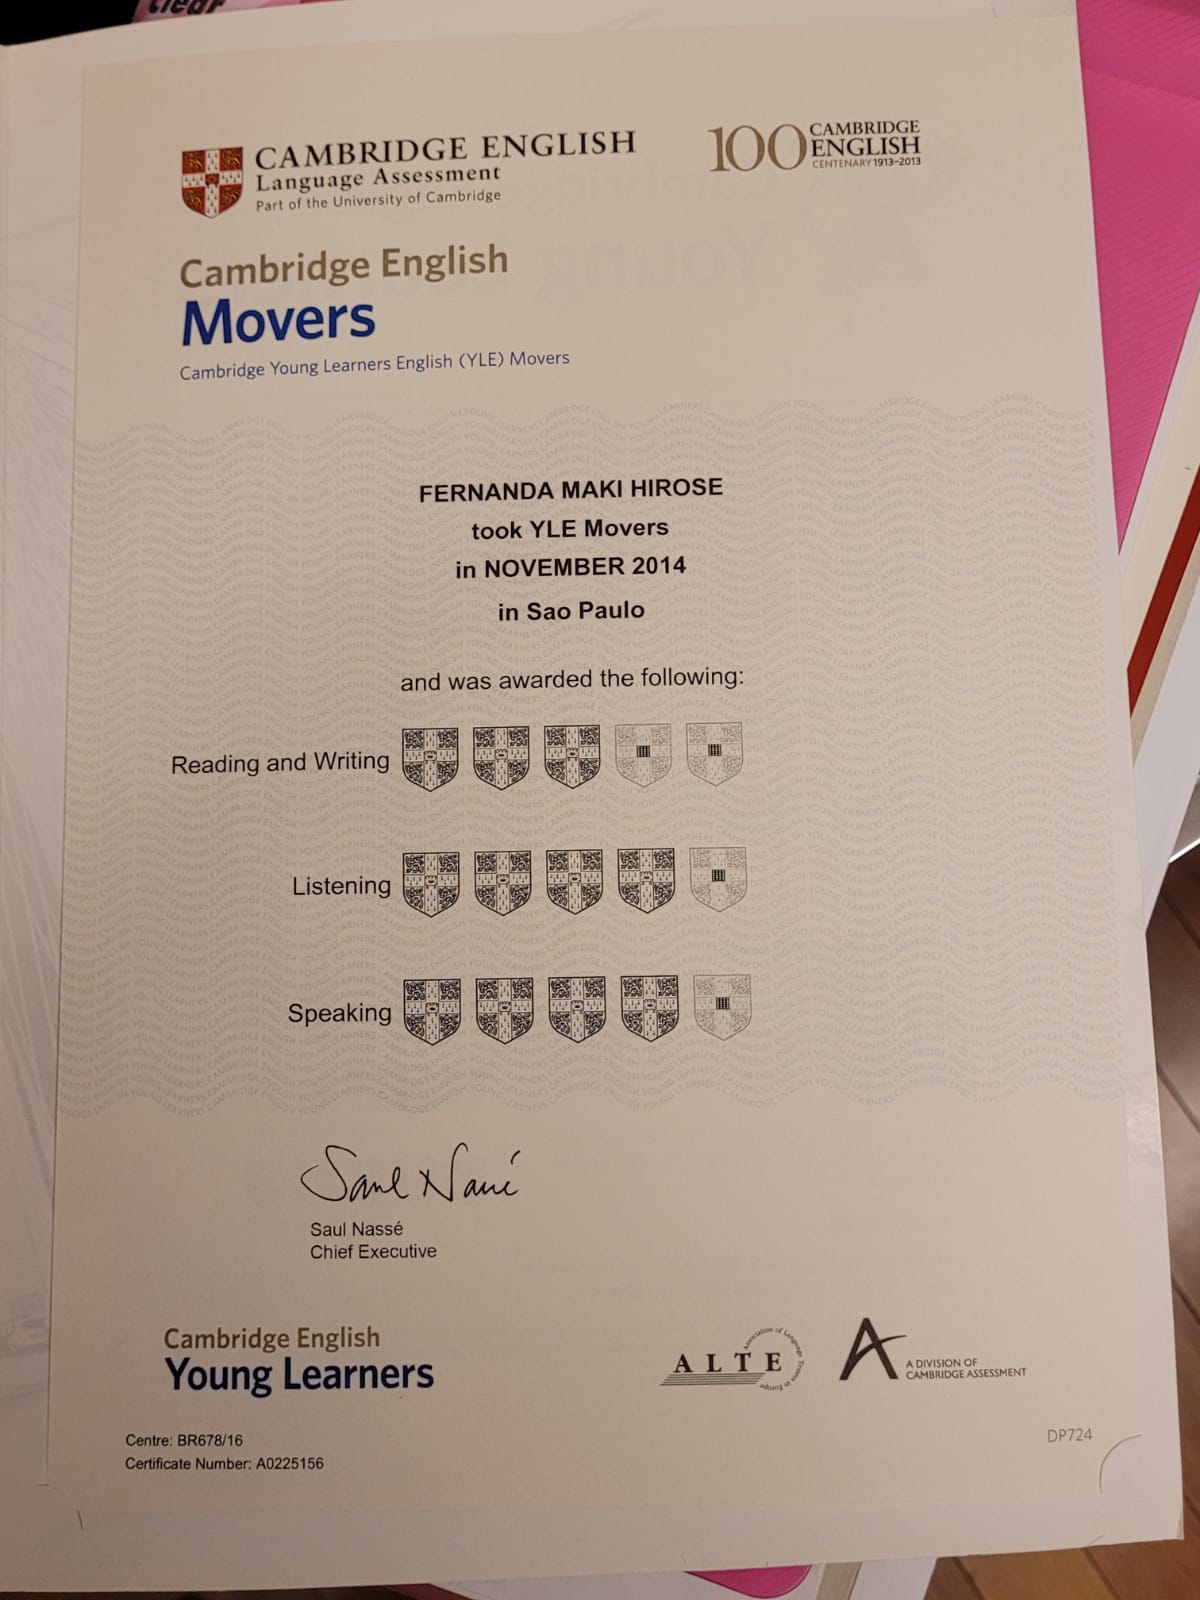 clear
CAMBRIDGE ENGLISH
Language Assessment
Part of the University of Cambridge
100 CAMBRIDGE
ENGLISH
CENTENARY 1913–2013
Cambridge English
Movers
Cambridge Young Learners English (YLE) Movers
FERNANDA MAKI HIROSE
took YLE Movers
in NOVEMBER 2014
in Sao Paulo
and was awarded the following:
Reading and Writing
Listening
Speaking
Saul Nassé
Saul Nassé
Chief Executive
Cambridge English
Young Learners
ALTE
Association of Language Testers in Europe
A DIVISION OF
CAMBRIDGE ASSESSMENT
Centre: BR678/16
Certificate Number: A0225156
DP724